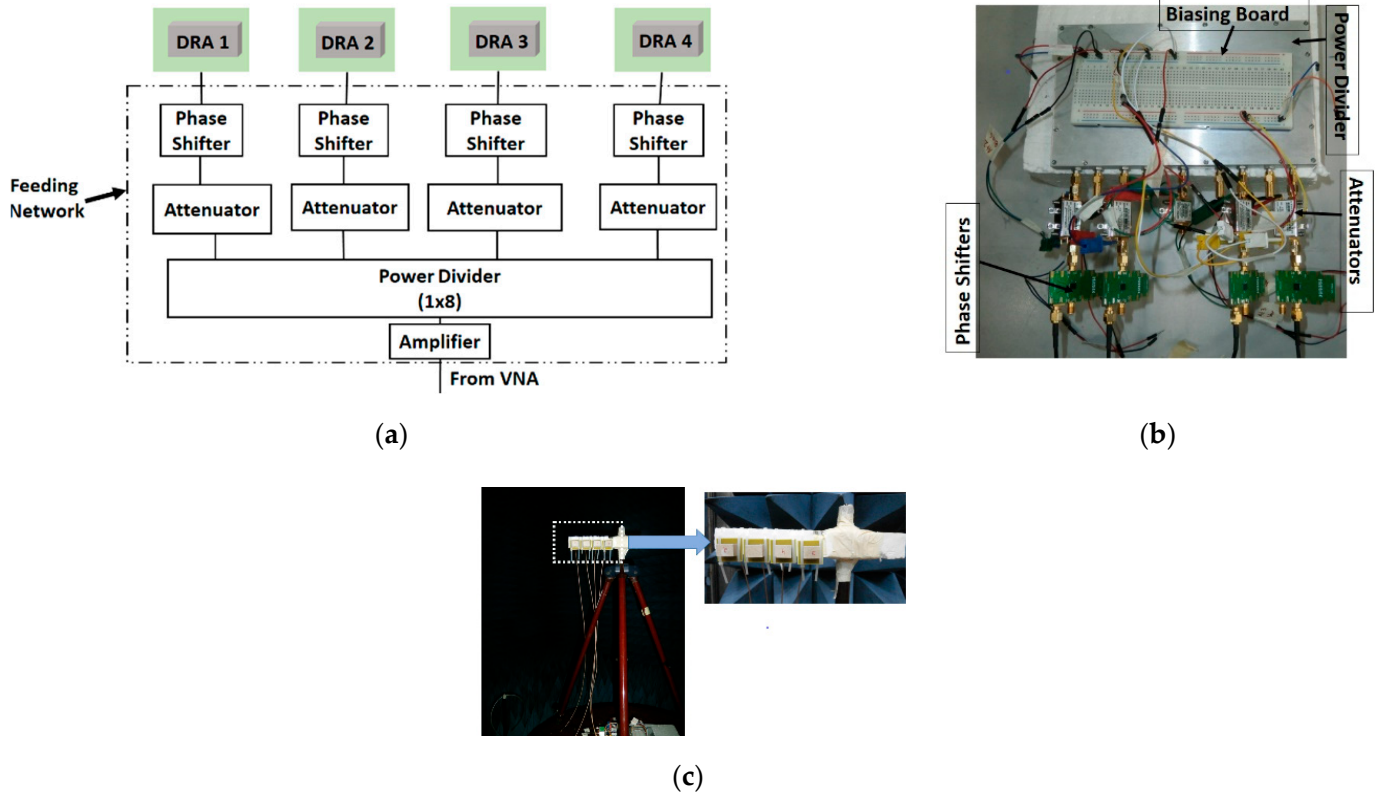 DRA 1
DRA 2
DRA 3
DRA 4
Phase
Shifter
Phase
Shifter
Phase
Shifter
Phase
Shifter
Feeding
Network
Attenuator
Attenuator
Attenuator
Attenuator
Power Divider
(1x8)
Amplifier
From VNA
(a)
Biasing Board
Power Divider
Attenuators
Phase Shifters
(b)
(c)